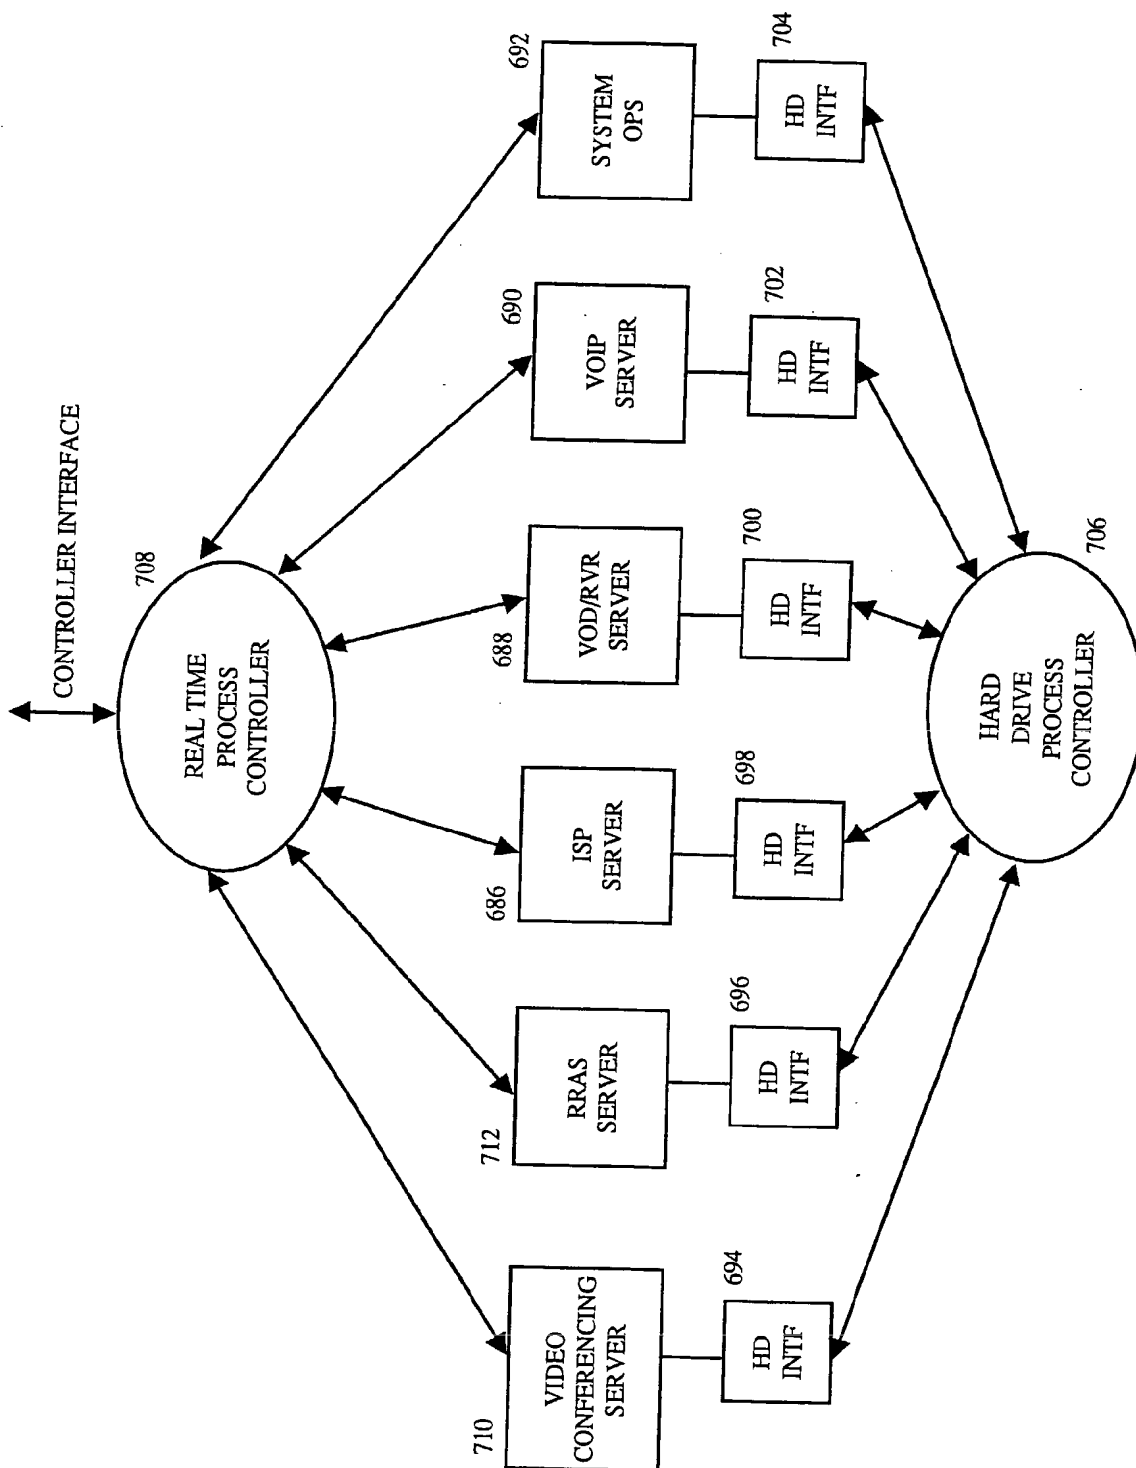 CONTROLLER INTERFACE
708
REAL TIME
PROCESS
CONTROLLER
710
VIDEO
CONFERENCING
SERVER
712
RRAS
SERVER
686
ISP
SERVER
688
VOD/RVR
SERVER
690
VOIP
SERVER
692
SYSTEM
OPS
694
HD
INTF
696
HD
INTF
698
HD
INTF
700
HD
INTF
702
HD
INTF
704
HD
INTF
706
HARD
DRIVE
PROCESS
CONTROLLER